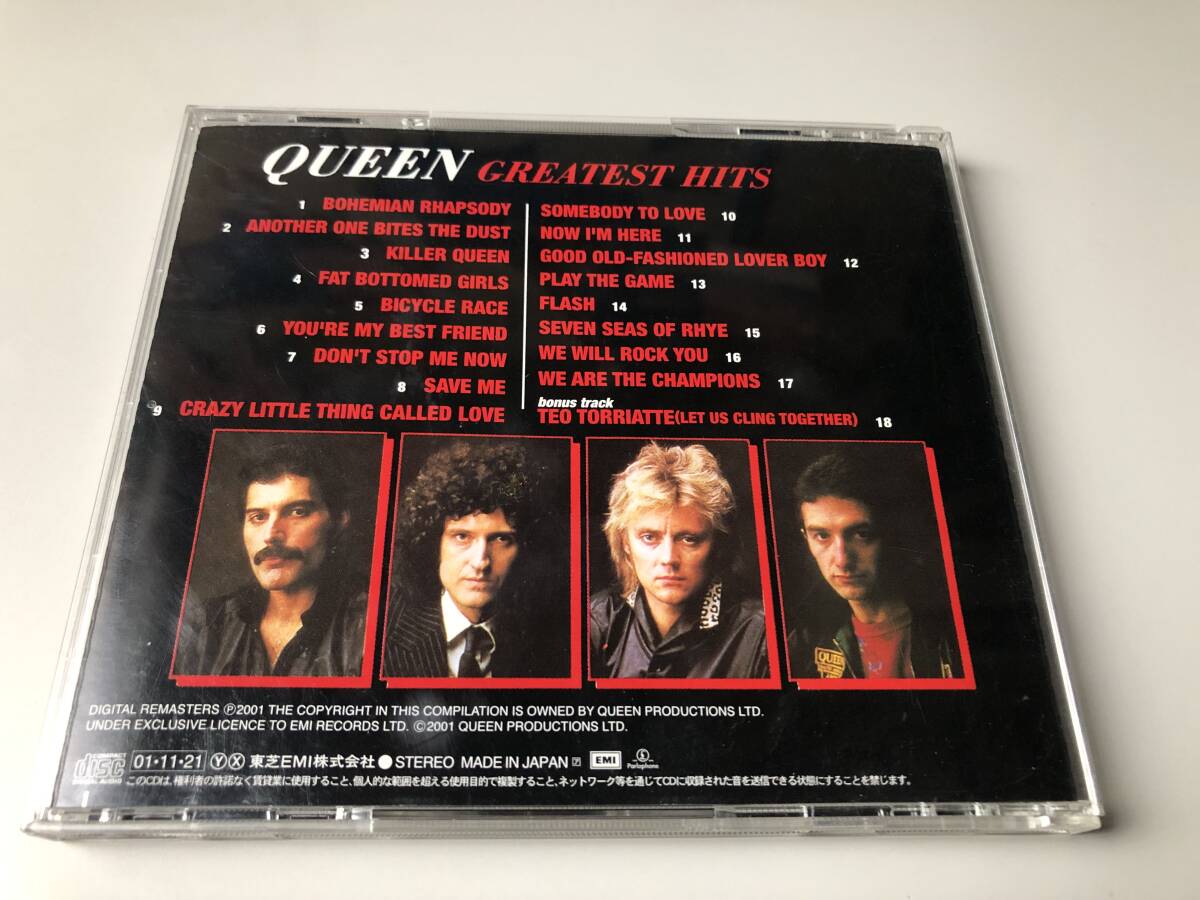 QUEEN GREATEST HITS
1 BOHEMIAN RHAPSODY
2 ANOTHER ONE BITES THE DUST
3 KILLER QUEEN
4 FAT BOTTOMED GIRLS
5 BICYCLE RACE
6 YOU'RE MY BEST FRIEND
7 DON'T STOP ME NOW
8 SAVE ME
9 CRAZY LITTLE THING CALLED LOVE
SOMEBODY TO LOVE 10
NOW I'M HERE 11
GOOD OLD-FASHIONED LOVER BOY 12
PLAY THE GAME 13
FLASH 14
SEVEN SEAS OF RHYE 15
WE WILL ROCK YOU 16
WE ARE THE CHAMPIONS 17
bonus track
TEO TORRIATTE(LET US CLING TOGETHER) 18
QUEEN
DIGITAL REMASTERS ℗2001 THE COPYRIGHT IN THIS COMPILATION IS OWNED BY QUEEN PRODUCTIONS LTD.
UNDER EXCLUSIVE LICENCE TO EMI RECORDS LTD. ©2001 QUEEN PRODUCTIONS LTD.
COMPACT disc DIGITAL AUDIO 01・11・21 Ⓨ Ⓧ 東芝EMI株式会社 ● STEREO MADE IN JAPAN EMI Parlophone
このCDは、権利者の許諾なく賃貸業に使用すること、個人的な範囲を超える使用目的で複製すること、ネットワーク等を通じてCDに収録された音を送信できる状態にすることを禁じます。